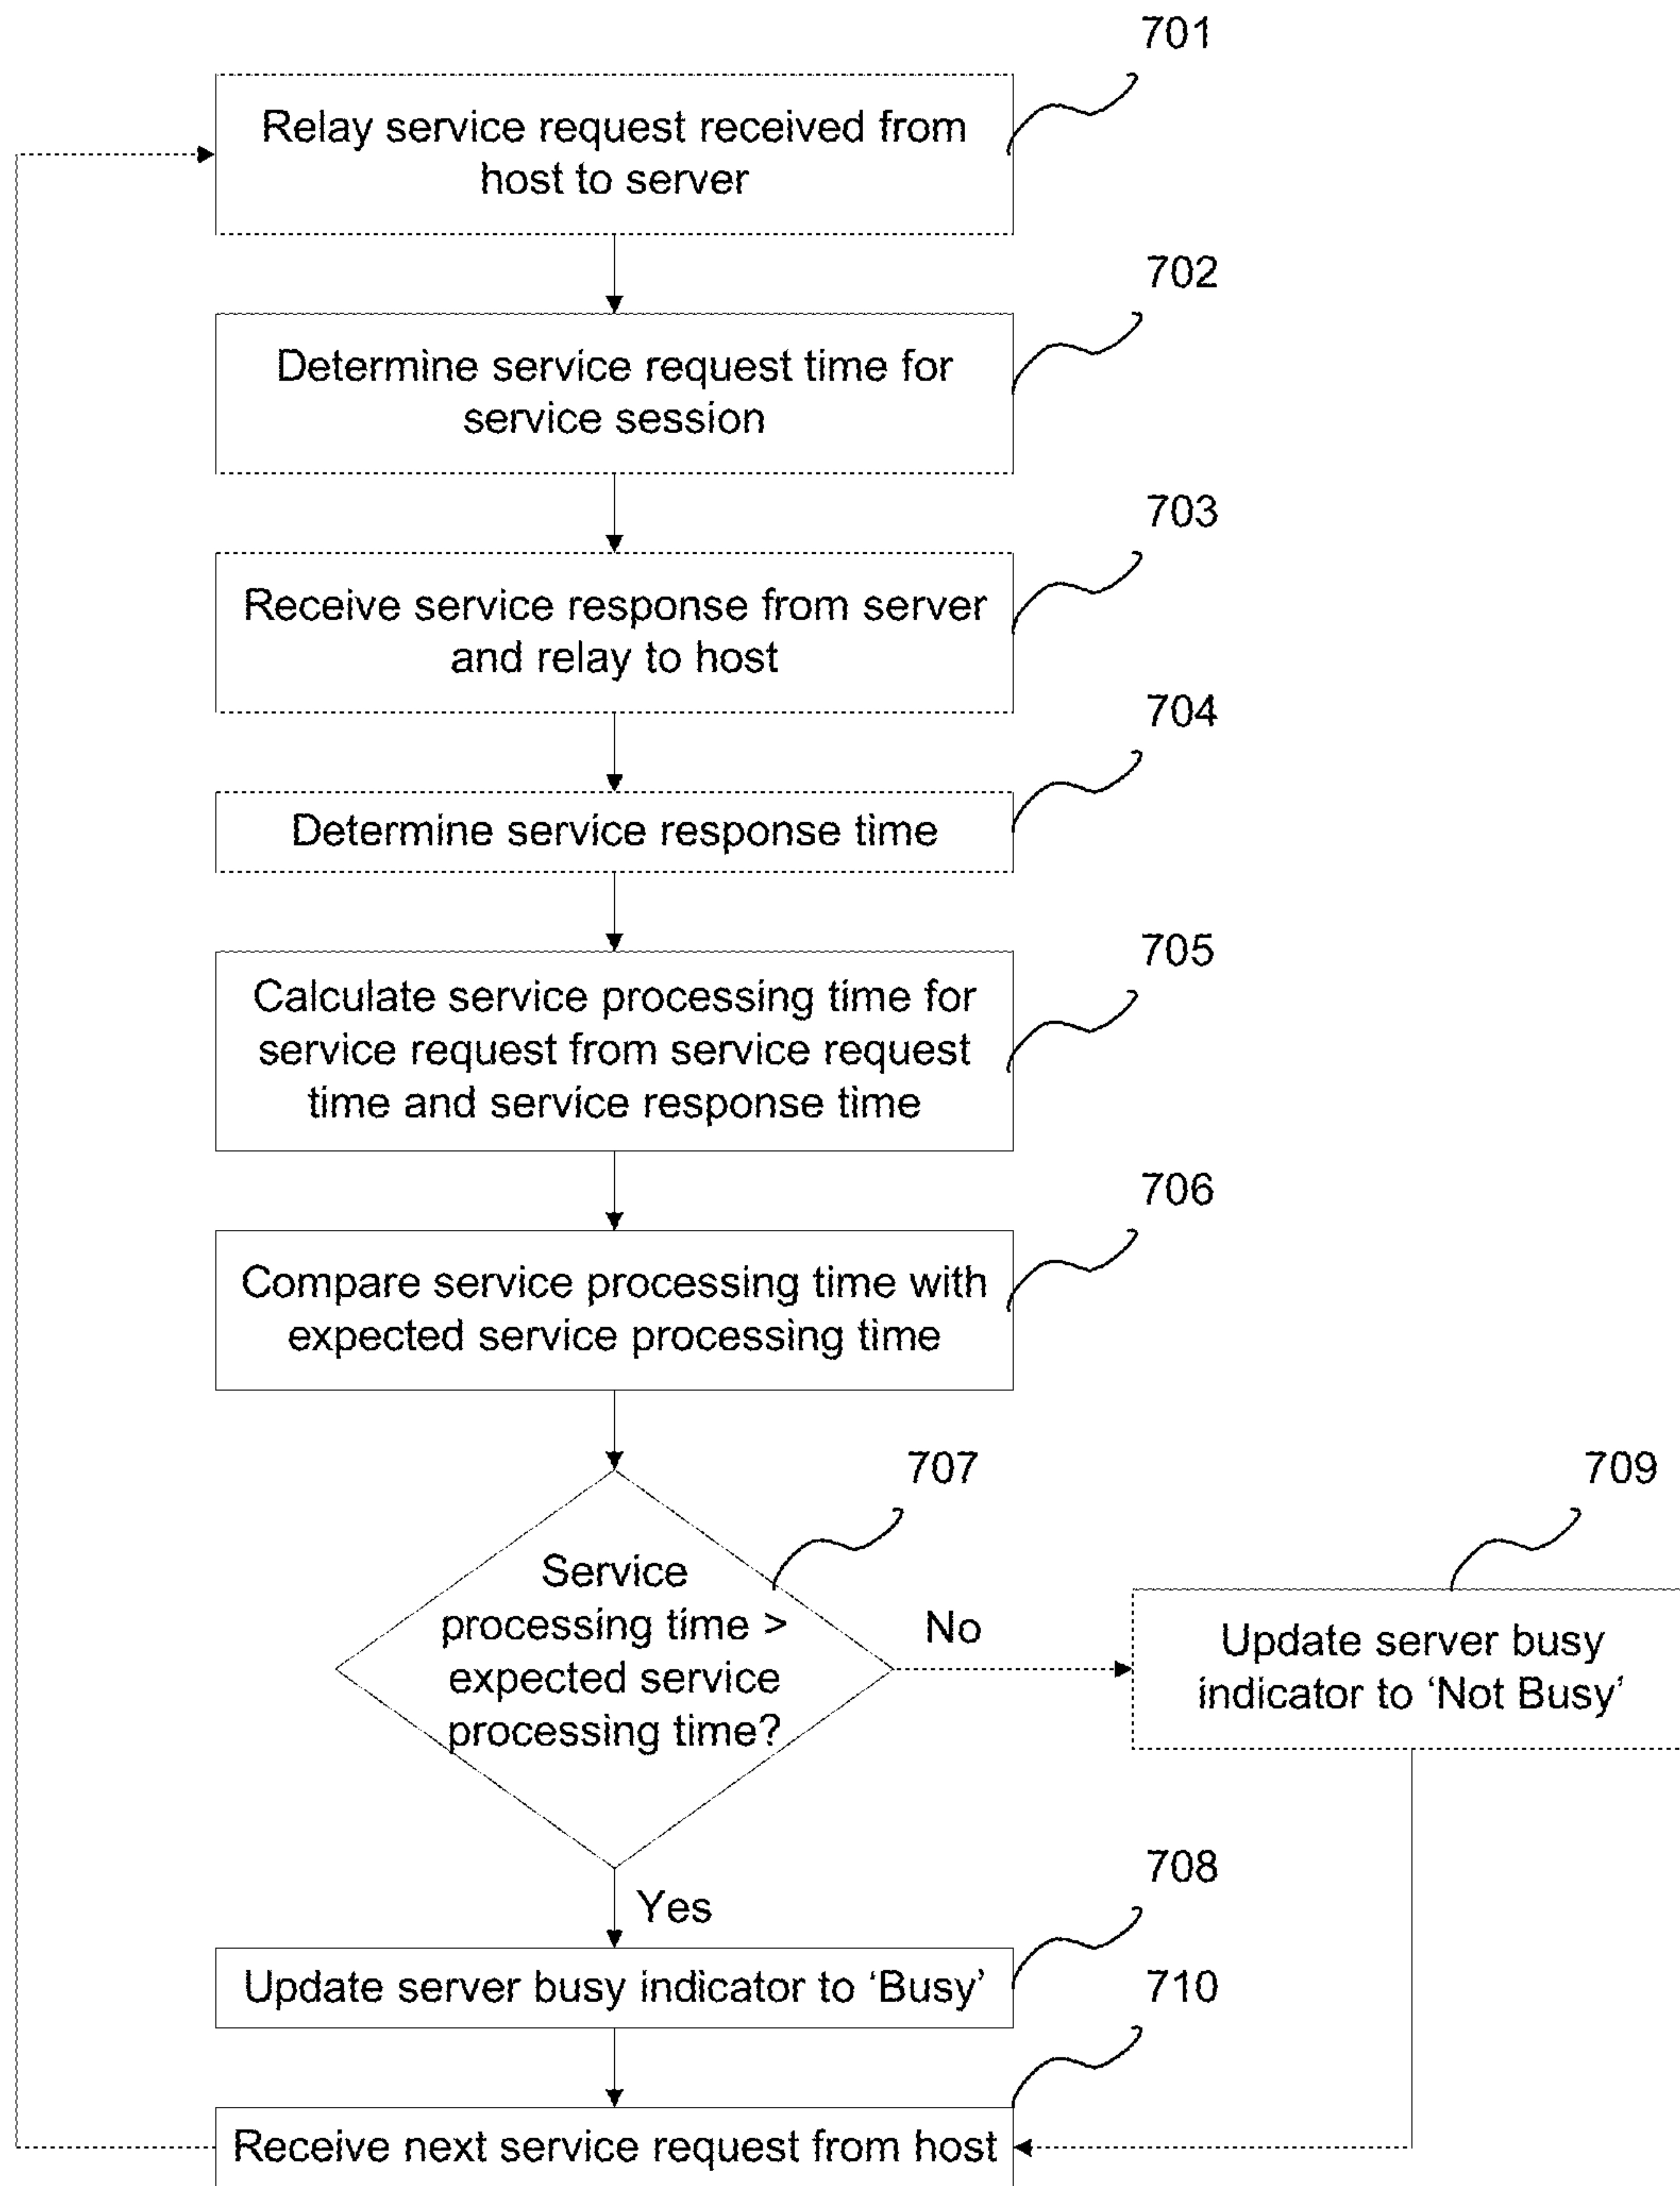 701
Relay service request received from
host to server
702
Determine service request time for
service session
703
Receive service response from server
and relay to host
704
Determine service response time
705
Calculate service processing time for
service request from service request
time and service response time
706
Compare service processing time with
expected service processing time
707
Service
processing time >
expected service
processing time?
No
709
Update server busy
indicator to ‘Not Busy’
Yes
708
Update server busy indicator to ‘Busy’
710
Receive next service request from host